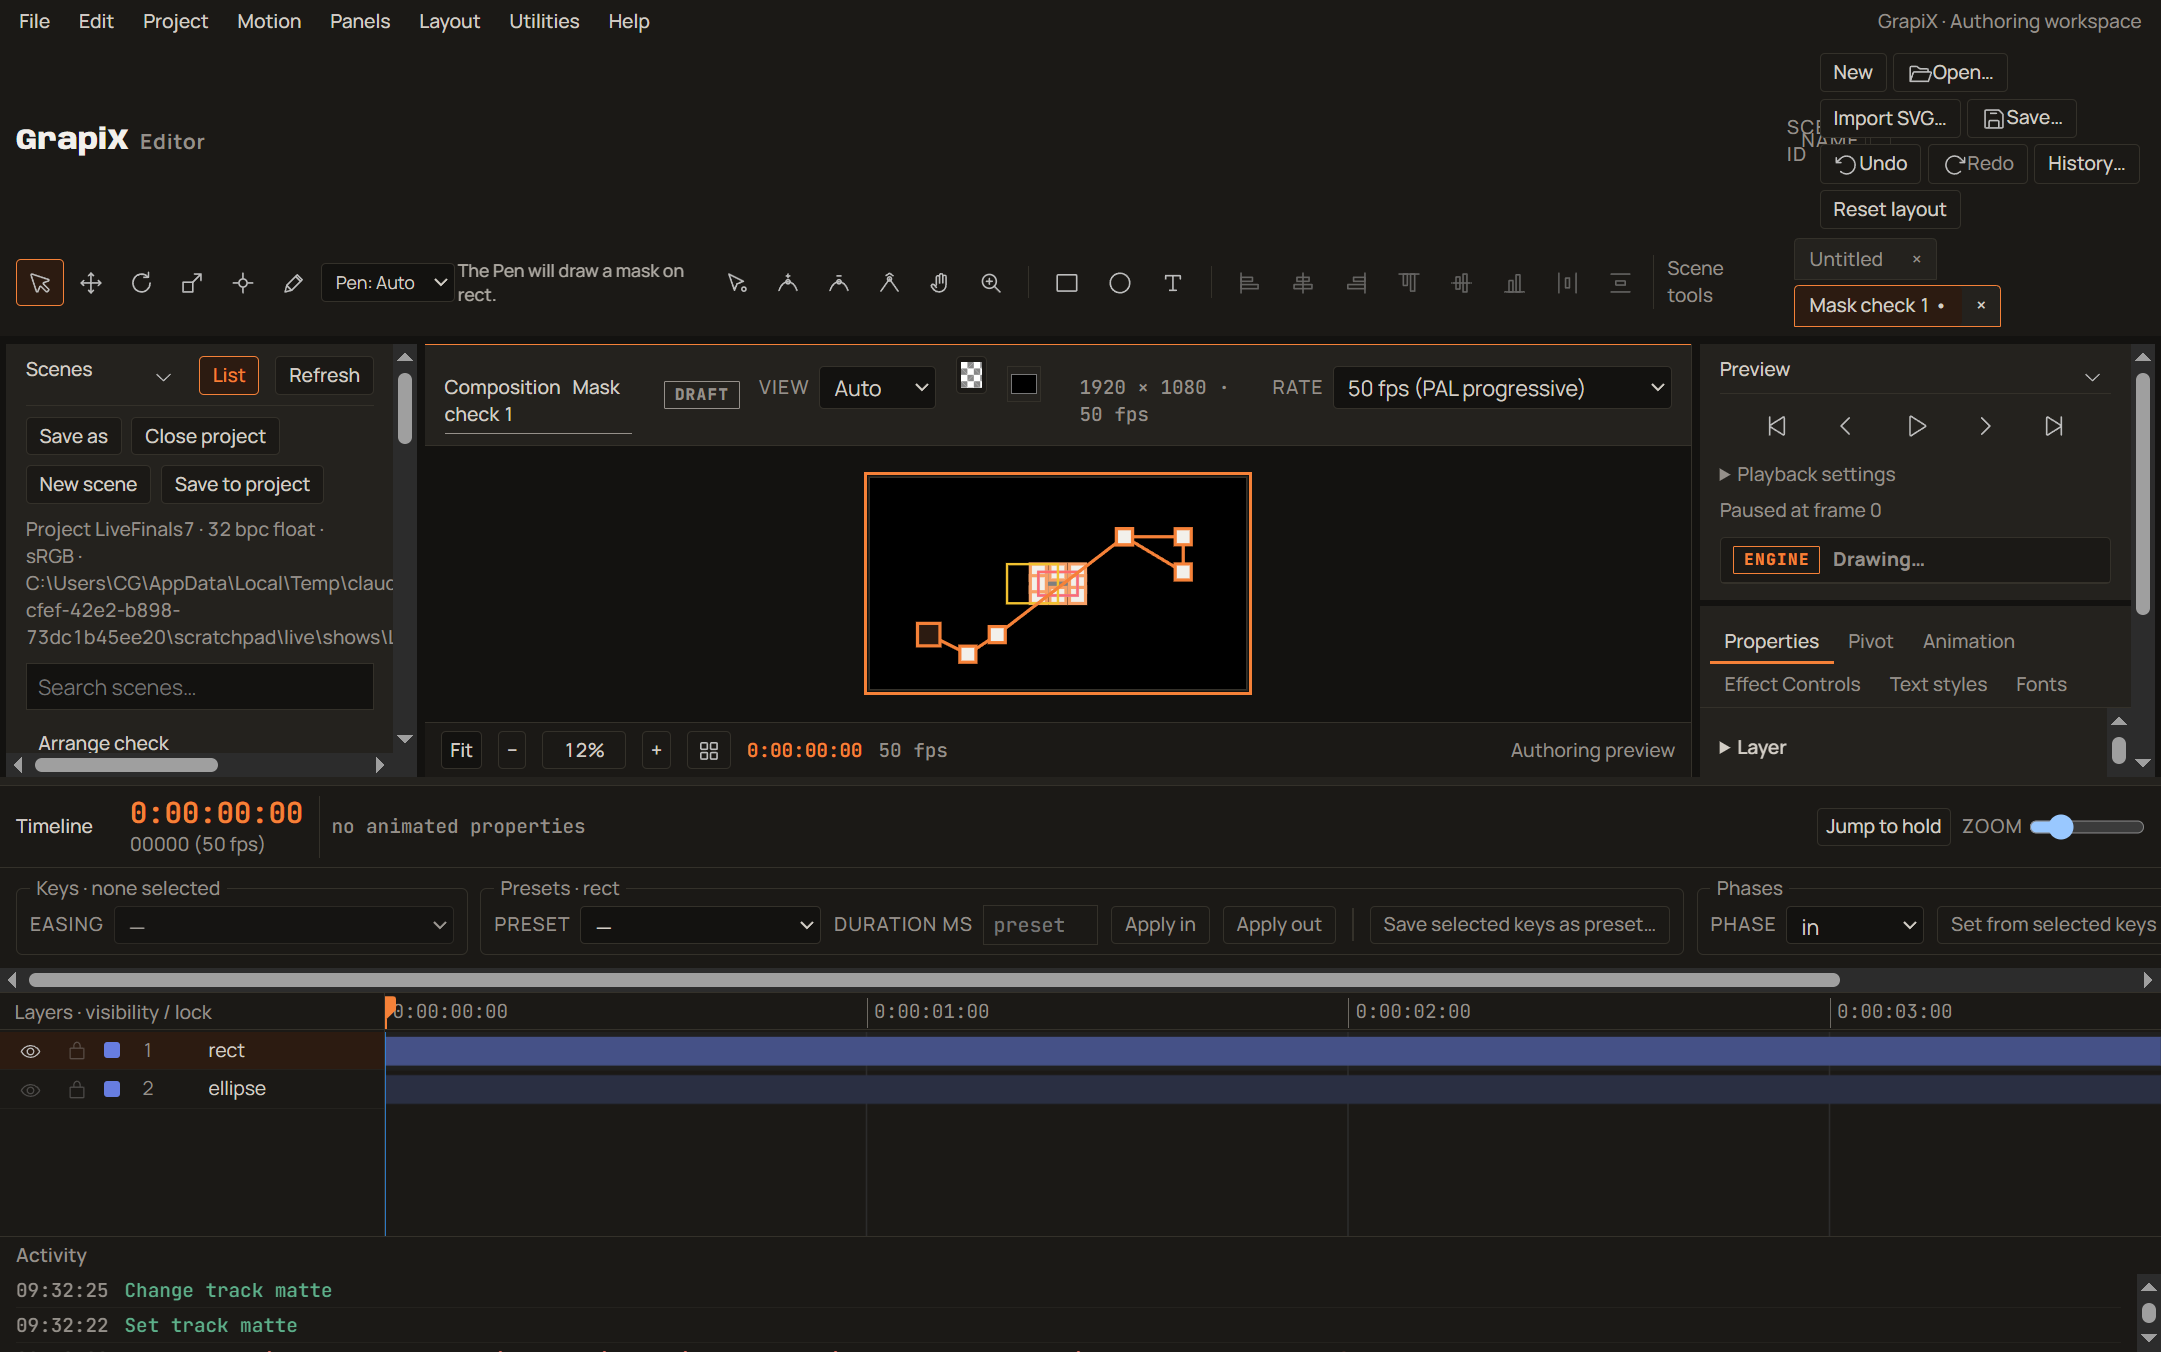 File Edit Project Motion Panels Layout Utilities Help GrapiX · Authoring workspace
New Open...
Import SVG... Save...
SCE
NAME
ID
Undo Redo History...
Reset layout
GrapiX Editor
Pen: Auto
The Pen will draw a mask on
rect.
T
Scene
tools
Untitled ×
Mask check 1 • ×
Scenes List Refresh
Save as Close project
New scene Save to project
Project LiveFinals7 · 32 bpc float ·
sRGB ·
C:\Users\CG\AppData\Local\Temp\claud
cfef-42e2-b898-
73dc1b45ee20\scratchpad\live\shows\L
Search scenes...
Arrange check
Composition Mask
check 1
DRAFT VIEW Auto
1920 × 1080 ·
50 fps
RATE 50 fps (PAL progressive)
Fit − 12% + 0:00:00:00 50 fps Authoring preview
Preview
Playback settings
Paused at frame 0
ENGINE Drawing...
Properties Pivot Animation
Effect Controls Text styles Fonts
Layer
Timeline 0:00:00:00
00000 (50 fps)
no animated properties
Jump to hold ZOOM
Keys · none selected
EASING —
Presets · rect
PRESET — DURATION MS preset Apply in Apply out Save selected keys as preset...
Phases
PHASE in Set from selected keys
Layers · visibility / lock 0:00:00:00 0:00:01:00 0:00:02:00 0:00:03:00
1 rect
2 ellipse
Activity
09:32:25 Change track matte
09:32:22 Set track matte